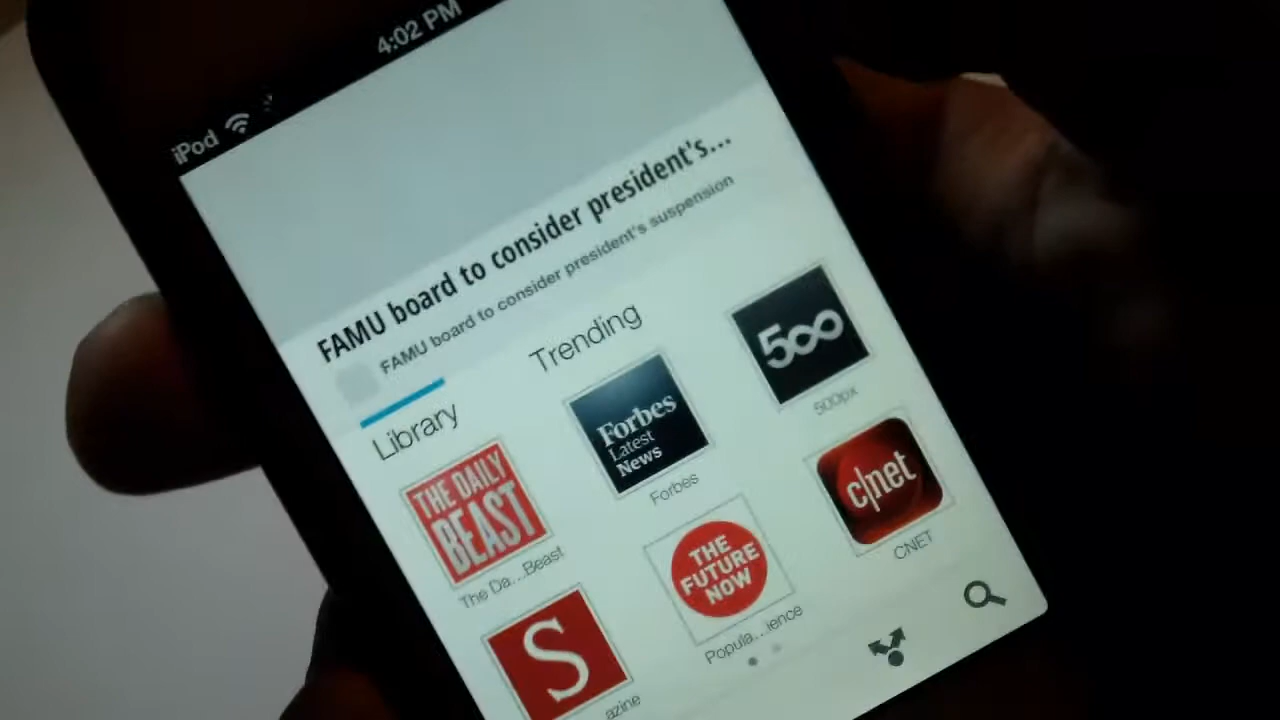 iPod
4:02 PM
FAMU board to consider president's...
FAMU board to consider president's suspension
Library
Trending
THE DAILY
BEAST
The Da...Beast
Forbes
Latest
News
Forbes
500
500px
S
azine
THE
FUTURE
NOW
Popula...ience
c|net
CNET